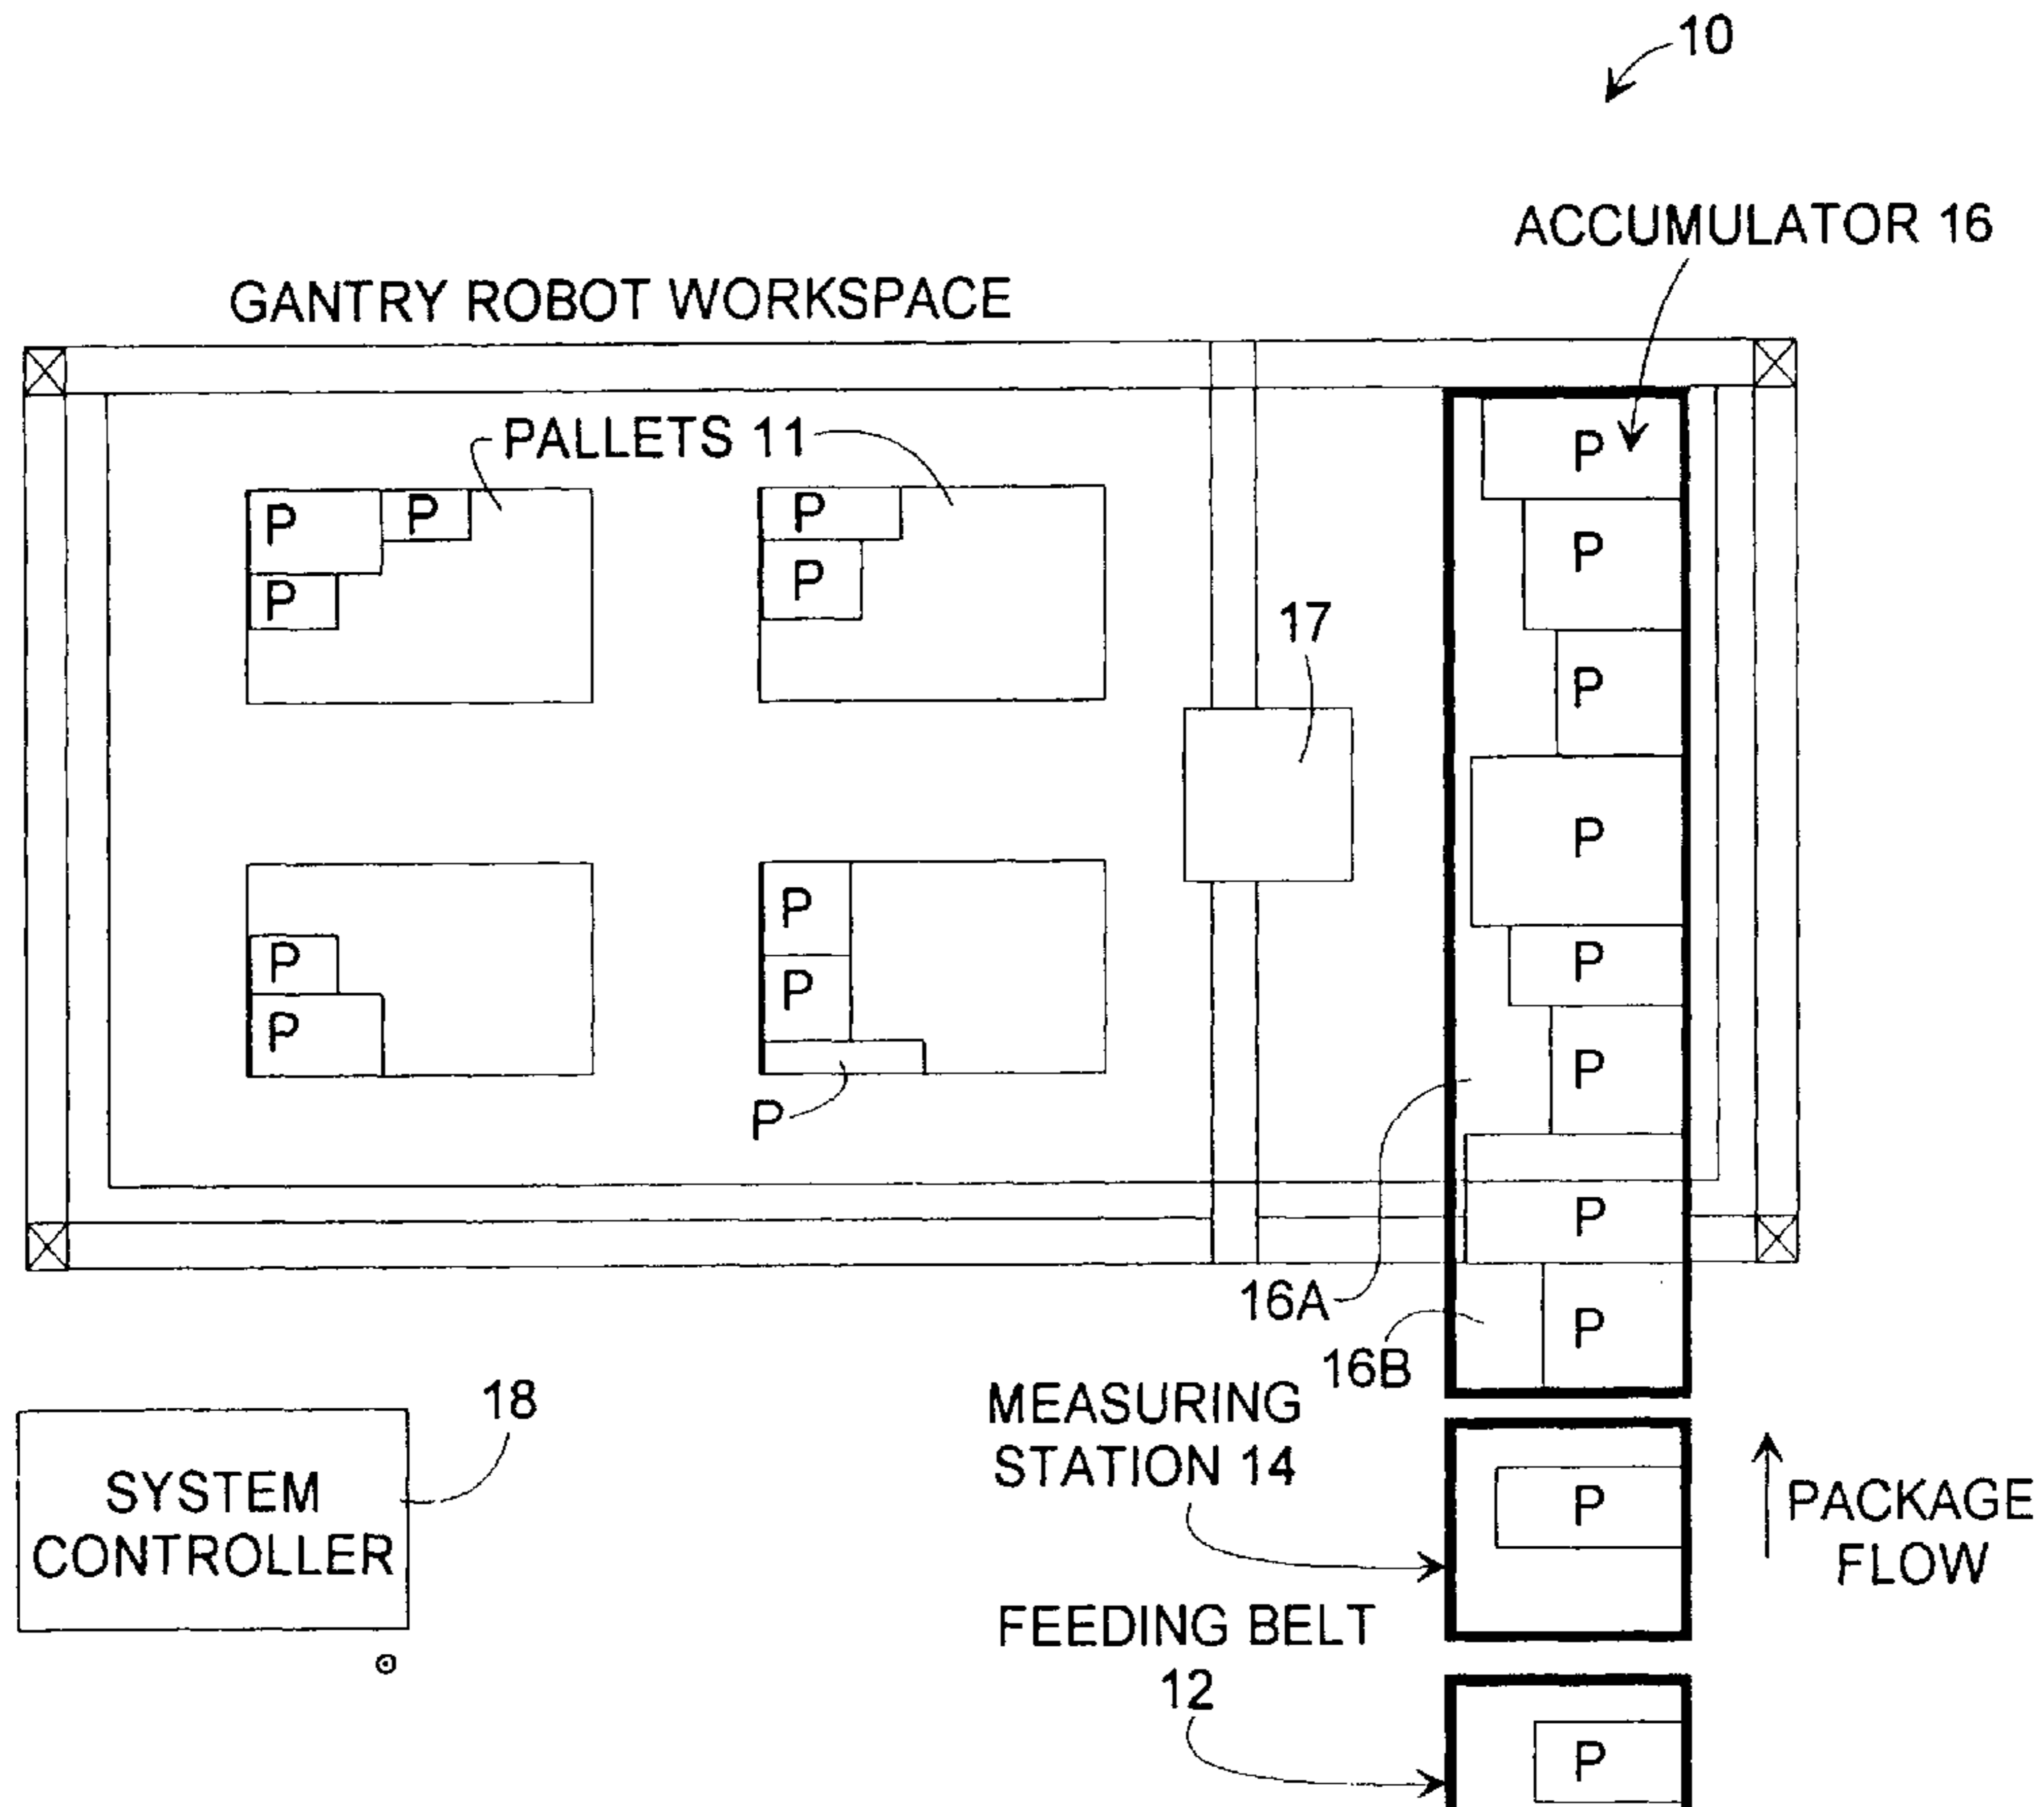 10
ACCUMULATOR 16
GANTRY ROBOT WORKSPACE
PALLETS 11
P
P
P
P
P
P
P
P
17
P
P
P
P
P
P
P
P
P
P
P
P
16A
P
16B
MEASURING
STATION 14
18
SYSTEM
CONTROLLER
P
PACKAGE
FLOW
FEEDING BELT
12
P